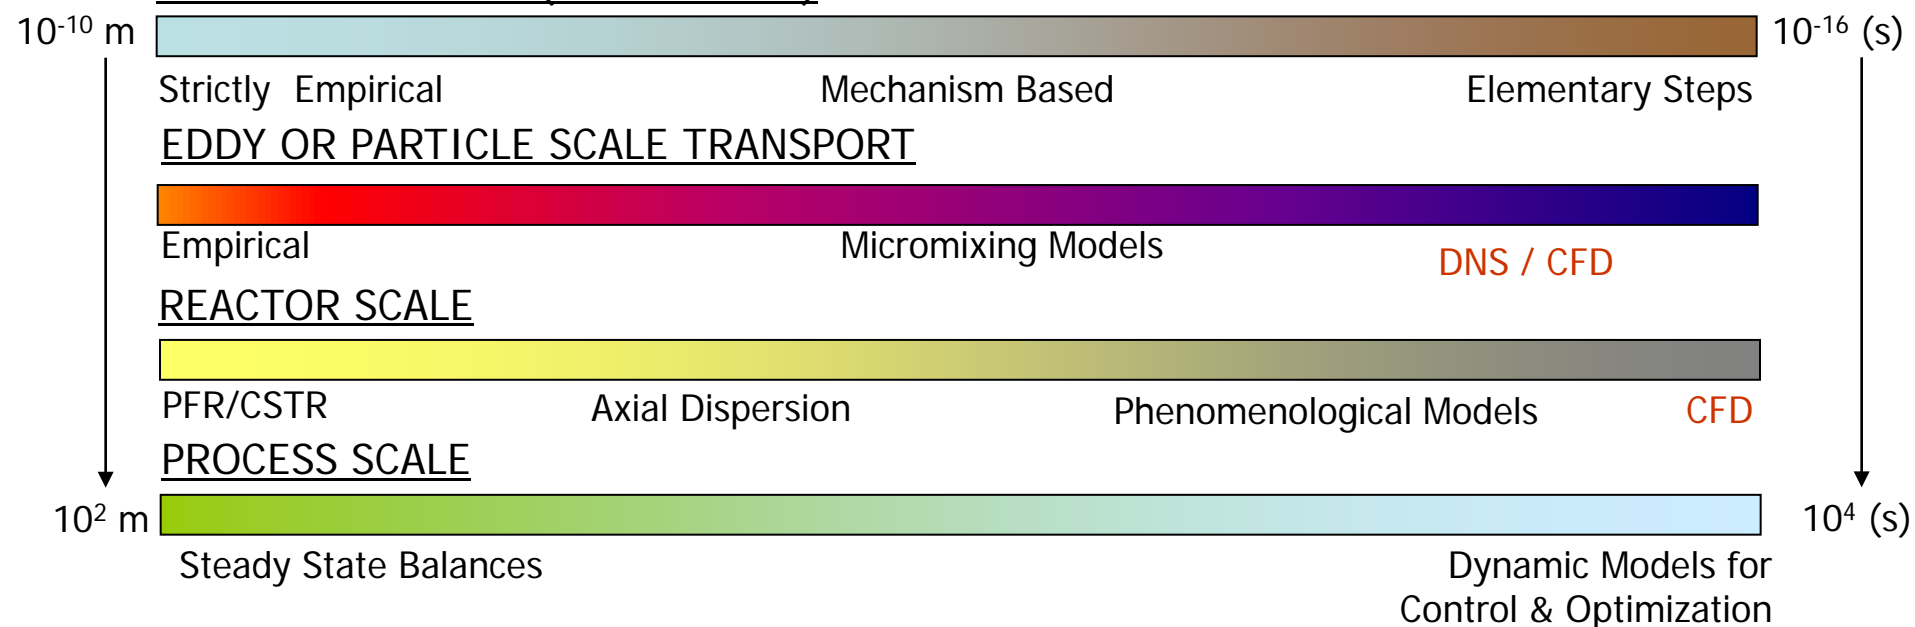 10⁻¹⁰ m
10⁻¹⁶ (s)
Strictly Empirical
Mechanism Based
Elementary Steps
EDDY OR PARTICLE SCALE TRANSPORT
Empirical
Micromixing Models
DNS / CFD
REACTOR SCALE
PFR/CSTR
Axial Dispersion
Phenomenological Models
CFD
PROCESS SCALE
10² m
10⁴ (s)
Steady State Balances
Dynamic Models for
Control & Optimization